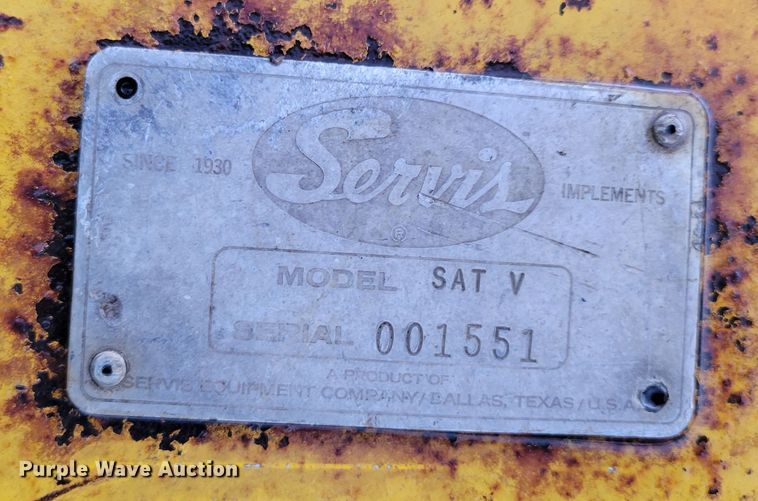 Servis
®
SINCE 1930
IMPLEMENTS
MODEL SAT V
SERIAL 001551
A PRODUCT OF
SERVIS EQUIPMENT COMPANY/DALLAS, TEXAS/U.S.A.
Purple Wave Auction